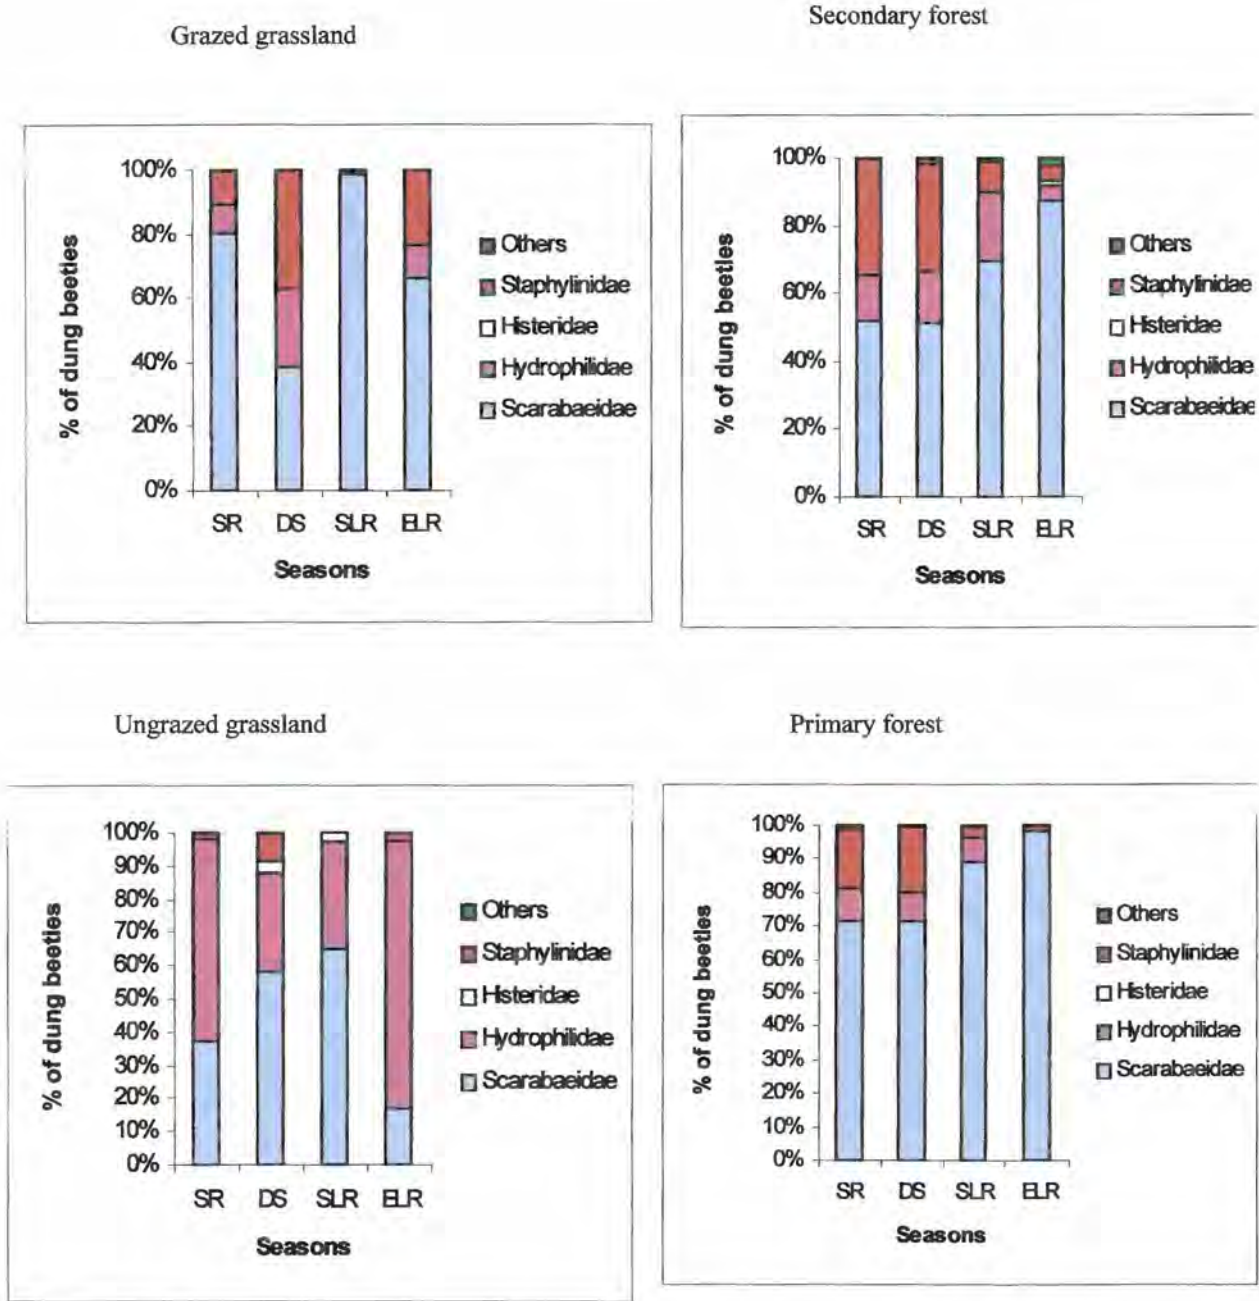 Grazed grassland
100%
80%
60%
40%
20%
0%
% of dung beetles
SR DS SLR ELR
Seasons
Others
Staphylinidae
Histeridae
Hydrophilidae
Scarabaeidae
Secondary forest
100%
80%
60%
40%
20%
0%
% of dung beetles
SR DS SLR ELR
Seasons
Others
Staphylinidae
Histeridae
Hydrophilidae
Scarabaeidae
Ungrazed grassland
100%
90%
80%
70%
60%
50%
40%
30%
20%
10%
0%
% of dung beetles
SR DS SLR ELR
Seasons
Others
Staphylinidae
Histeridae
Hydrophilidae
Scarabaeidae
Primary forest
100%
90%
80%
70%
60%
50%
40%
30%
20%
10%
0%
% of dung beetles
SR DS SLR ELR
Seasons
Others
Staphylinidae
Histeridae
Hydrophilidae
Scarabaeidae